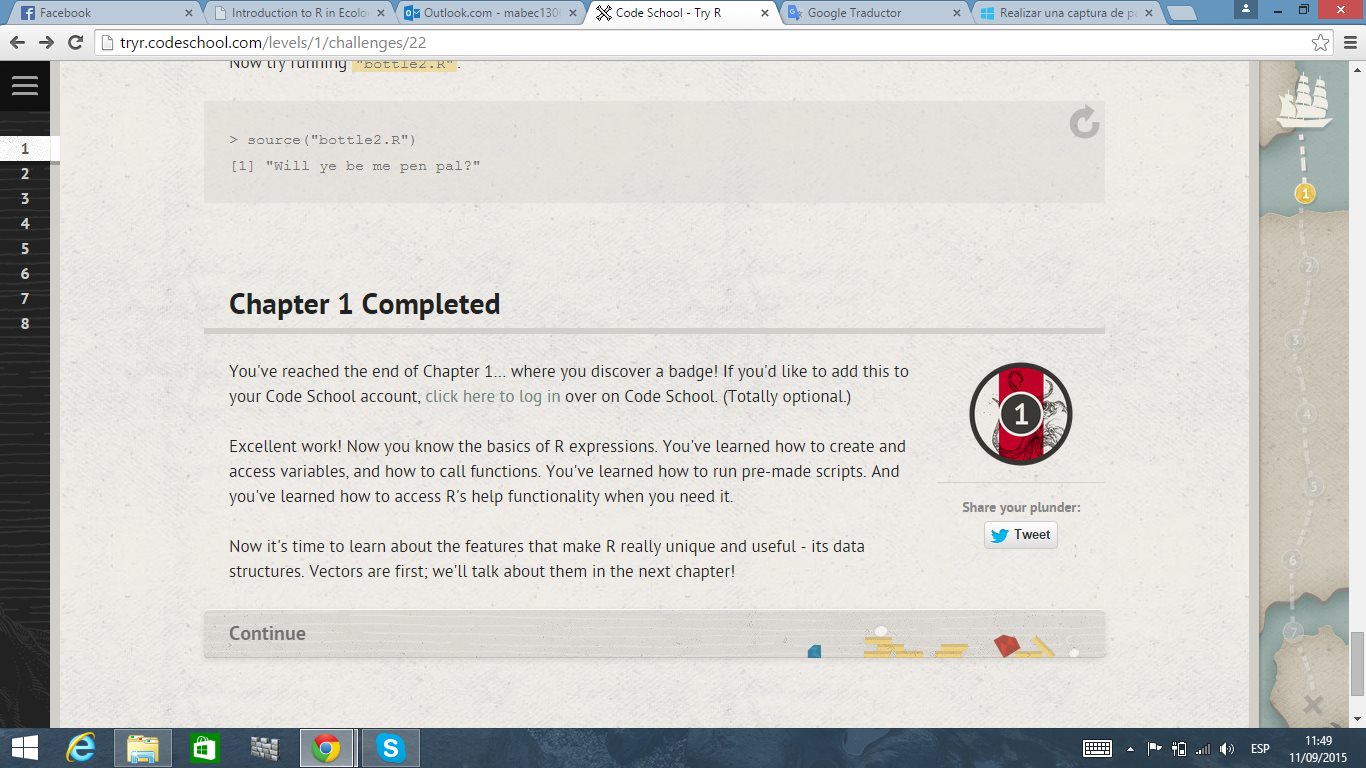 Facebook
Introduction to R in Ecolo
Outlook.com - mabec130
Code School - Try R
Google Traductor
Realizar una captura de pa
tryr.codeschool.com/levels/1/challenges/22
Now try running "bottle2.R".
> source("bottle2.R")
[1] "Will ye be me pen pal?"
1
2
3
4
5
6
7
8
Chapter 1 Completed
You've reached the end of Chapter 1... where you discover a badge! If you'd like to add this to
your Code School account, click here to log in over on Code School. (Totally optional.)
Excellent work! Now you know the basics of R expressions. You've learned how to create and
access variables, and how to call functions. You've learned how to run pre-made scripts. And
you've learned how to access R's help functionality when you need it.
Now it's time to learn about the features that make R really unique and useful - its data
structures. Vectors are first; we'll talk about them in the next chapter!
1
Share your plunder:
Tweet
Continue
1
2
3
4
5
6
7
ESP
11:49
11/09/2015